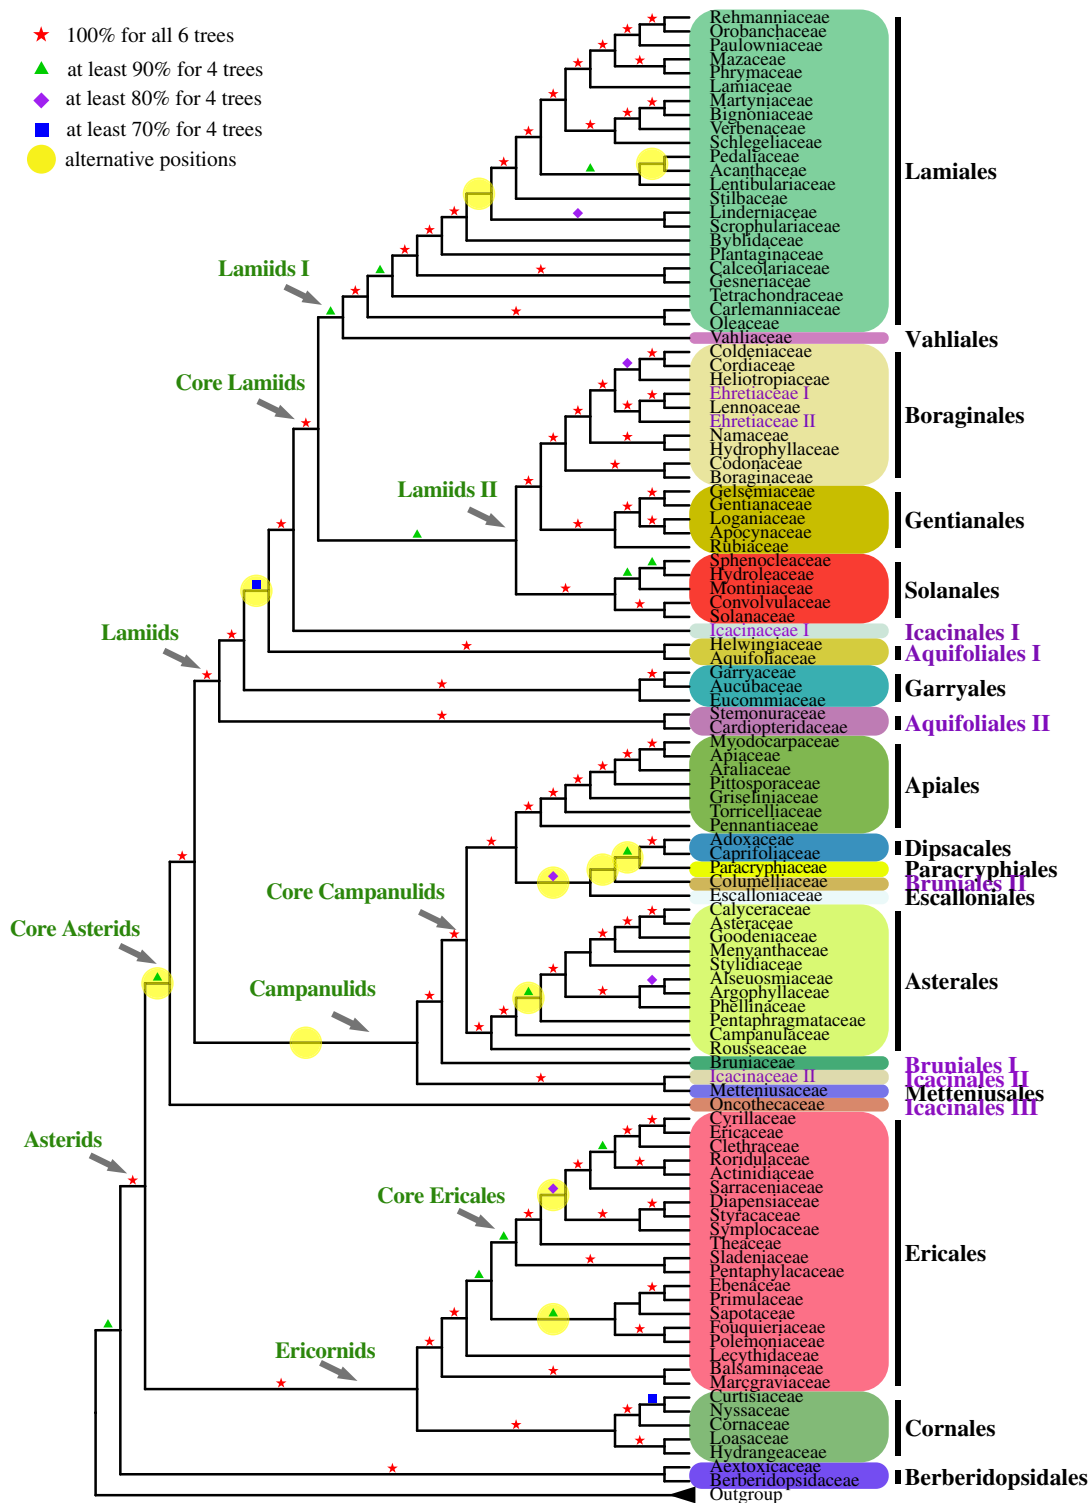 100% for all 6 trees
at least 90% for 4 trees
at least 80% for 4 trees
at least 70% for 4 trees
alternative positions
Rehmanniaceae
Orobanchaceae
Paulowniaceae
Mazaceae
Phrymaceae
Lamiaceae
Martyniaceae
Bignoniaceae
Verbenaceae
Schlegeliaceae
Pedaliaceae
Acanthaceae
Lamiales
Lentibulariaceae
Stilbaceae
Linderniaceae
Scrophulariaceae
Byblidaceae
Plantaginaceae
Lamiids I
Calceolariaceae
Gesneriaceae
Tetrachondraceae
Carlemanniaceae
Oleaceae
Vahliaceae
Vahliales
Coldeniaceae
Cordiaceae
Heliotropiaceae
Core Lamiids
Ehretiaceae I
Lennoaceae
Boraginales
Ehretiaceae II
Namaceae
Hydrophyllaceae
Codonaceae
Boraginaceae
Lamiids II
Gelsemiaceae
Gentianaceae
Loganiaceae
Gentianales
Apocynaceae
Rubiaceae
Sphenocleaceae
Hydroleaceae
Montiniaceae
Solanales
Convolvulaceae
Solanaceae
Lamiids
Icacinaceae I
Icacinales I
Helwingiaceae
Aquifoliales I
Aquifoliaceae
Garryaceae
Aucubaceae
Garryales
Eucommiaceae
Stemonuraceae
Aquifoliales II
Cardiopteridaceae
Myodocarpaceae
Apiaceae
Araliaceae
Pittosporaceae
Apiales
Griseliniaceae
Torricelliaceae
Pennantiaceae
Adoxaceae
Dipsacales
Caprifoliaceae
Paracryphiaceae
Paracryphiales
Columelliaceae
Bruniales II
Core Campanulids
Escalloniaceae
Escalloniales
Calyceraceae
Asteraceae
Core Asterids
Goodeniaceae
Menyanthaceae
Stylidiaceae
Alseuosmiaceae
Asterales
Campanulids
Argophyllaceae
Phellinaceae
Pentaphragmataceae
Campanulaceae
Rousseaceae
Bruniaceae
Bruniales I
Icacinaceae II
Icacinales II
Metteniusaceae
Metteniusales
Oncothecaceae
Icacinales III
Cyrillaceae
Ericaceae
Asterids
Clethraceae
Roridulaceae
Actinidiaceae
Sarraceniaceae
Core Ericales
Diapensiaceae
Styracaceae
Symplocaceae
Theaceae
Ericales
Sladeniaceae
Pentaphylacaceae
Ebenaceae
Primulaceae
Sapotaceae
Fouquieriaceae
Polemoniaceae
Ericornids
Lecythidaceae
Balsaminaceae
Marcgraviaceae
Curtisiaceae
Nyssaceae
Cornaceae
Cornales
Loasaceae
Hydrangeaceae
Aextoxicaceae
Berberidopsidales
Berberidopsidaceae
Outgroup